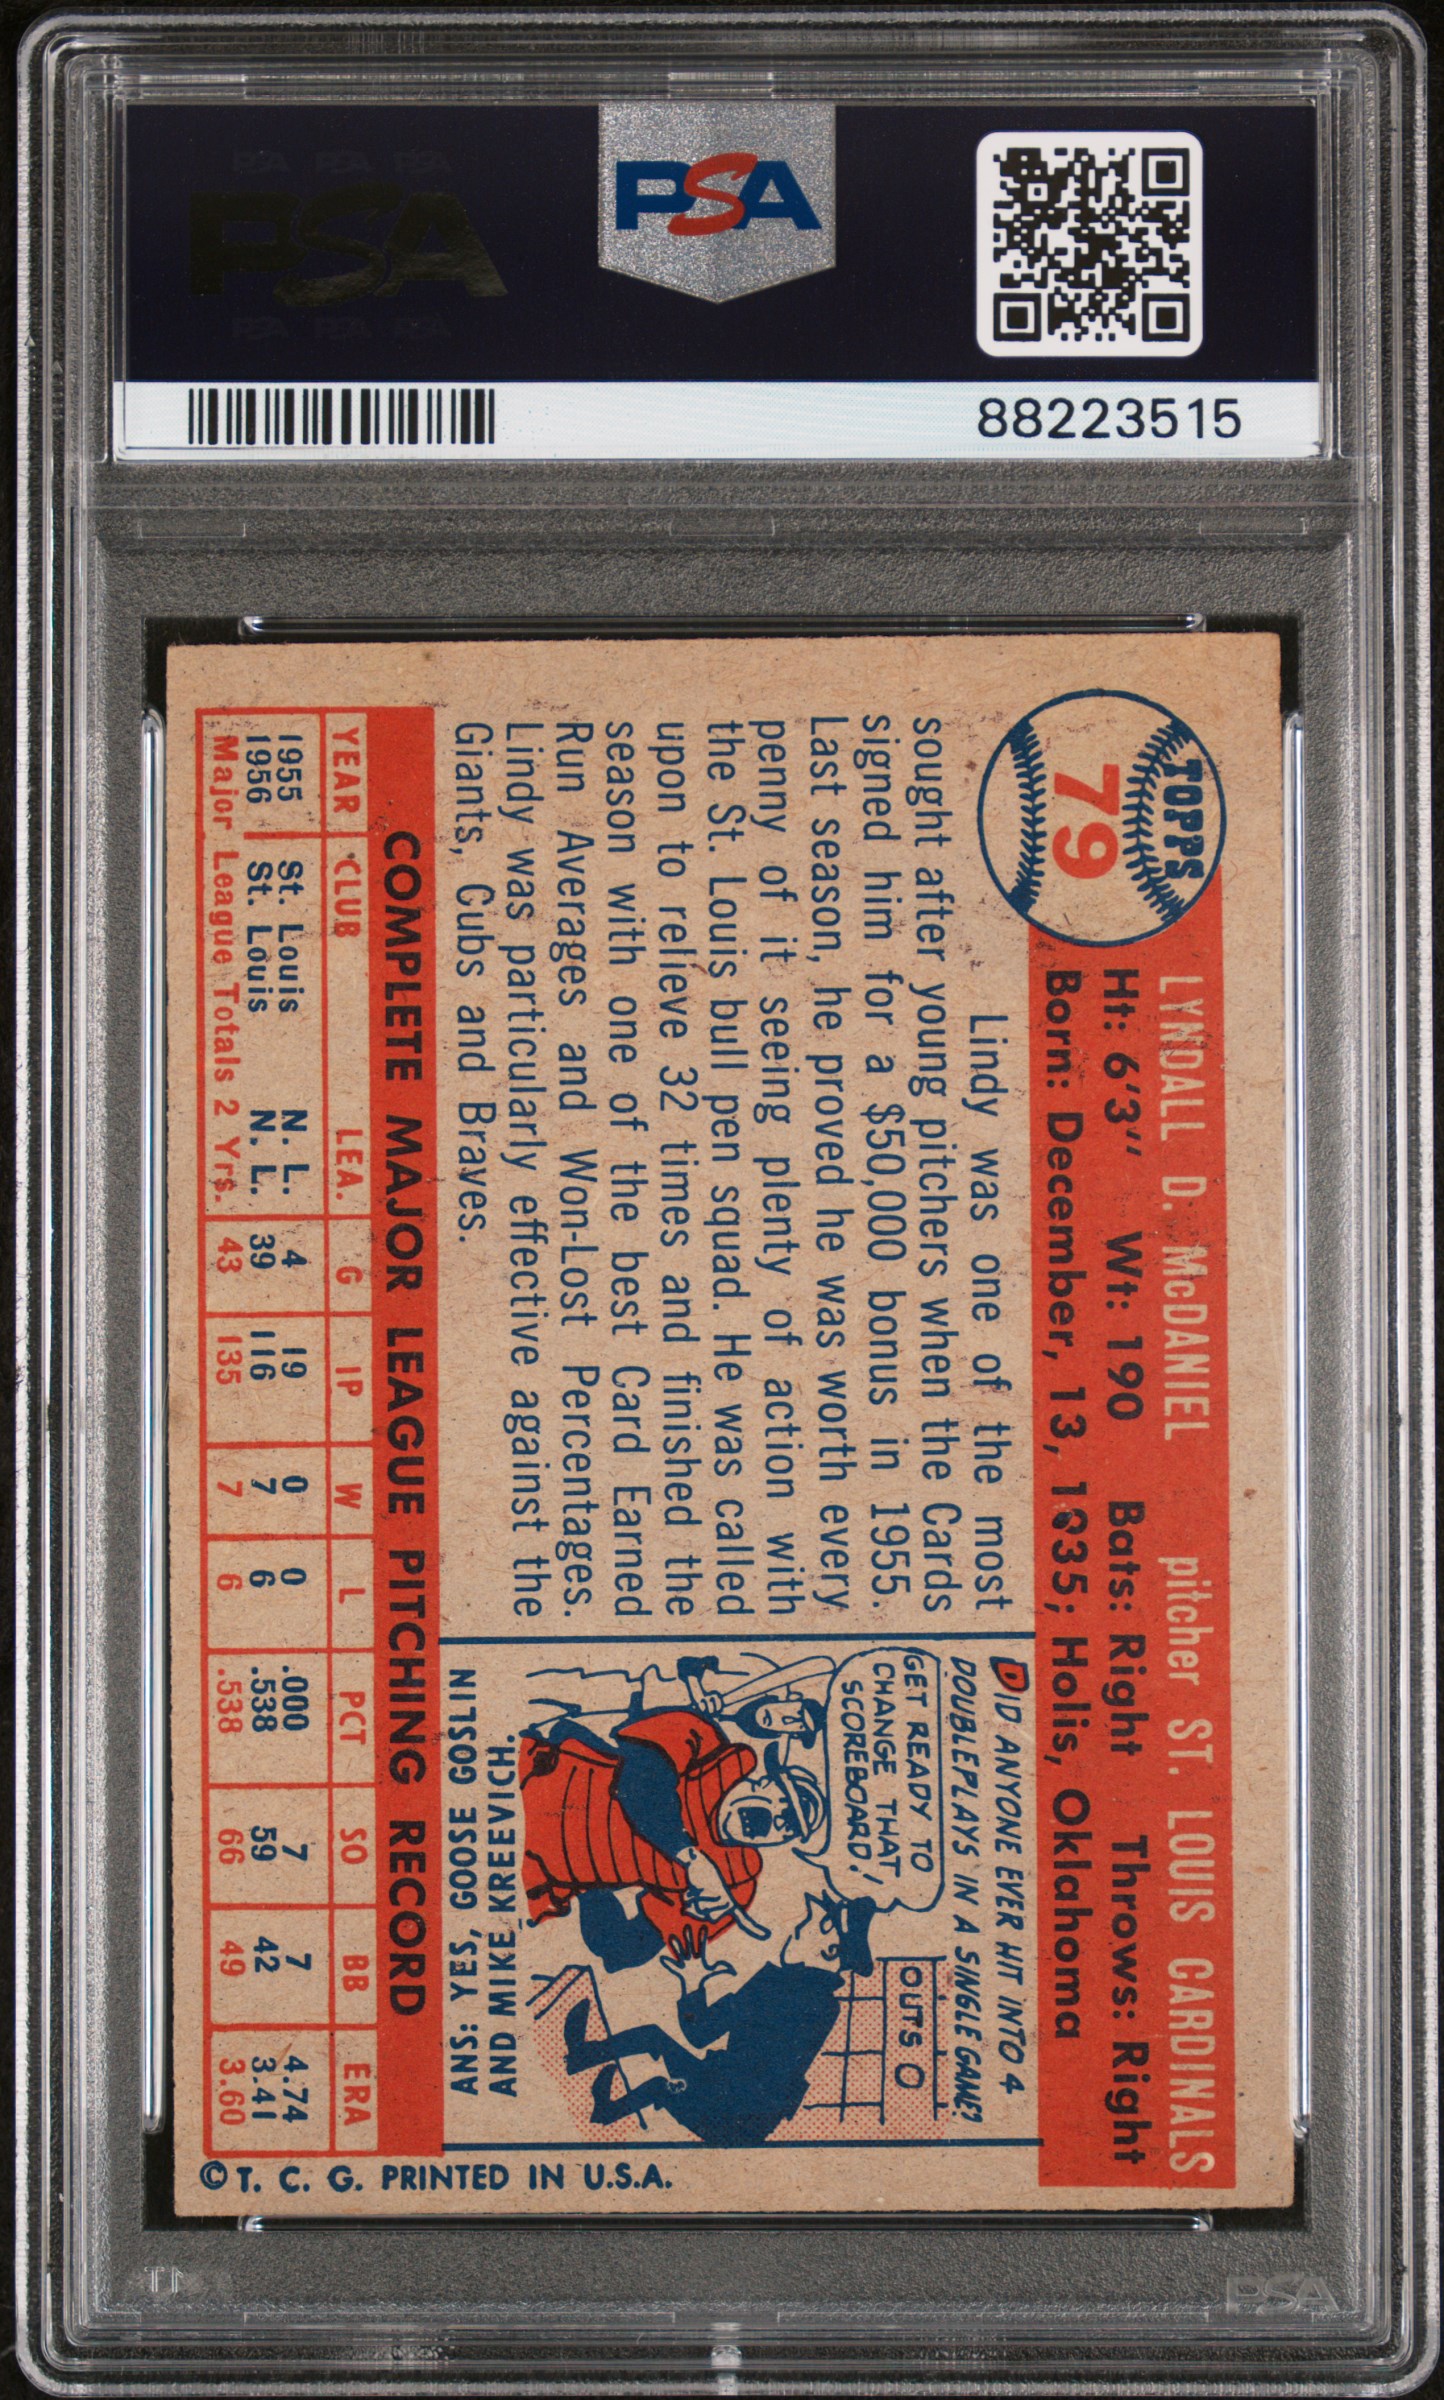 PSA
PSA PSA PSA
PSA
PSA PSA PSA
88223515
TOPPS
79
LYNDALL D. McDANIEL pitcher ST. LOUIS CARDINALS
Ht: 6'3" Wt: 190 Bats: Right Throws: Right
Born: December, 13, 1935; Holis, Oklahoma
Lindy was one of the most
sought after young pitchers when the Cards
signed him for a $50,000 bonus in 1955.
Last season, he proved he was worth every
penny of it seeing plenty of action with
the St. Louis bull pen squad. He was called
upon to relieve 32 times and finished the
season with one of the best Card Earned
Run Averages and Won-Lost Percentages.
Lindy was particularly effective against the
Giants, Cubs and Braves.
DID ANYONE EVER HIT INTO 4
DOUBLEPLAYS IN A SINGLE GAME?
GET READY TO
CHANGE THAT
SCOREBOARD!
OUTS 0
ANS: YES, GOOSE GOSLIN
AND MIKE KREEVICH.
COMPLETE MAJOR LEAGUE PITCHING RECORD
YEAR CLUB LEA. G IP W L PCT SO BB ERA
1955 St. Louis N. L. 4 19 0 0 .000 7 7 4.74
1956 St. Louis N. L. 39 116 7 6 .538 59 42 3.41
Major League Totals 2 Yrs. 43 135 7 6 .538 66 49 3.60
© T. C. G. PRINTED IN U.S.A.
PSA